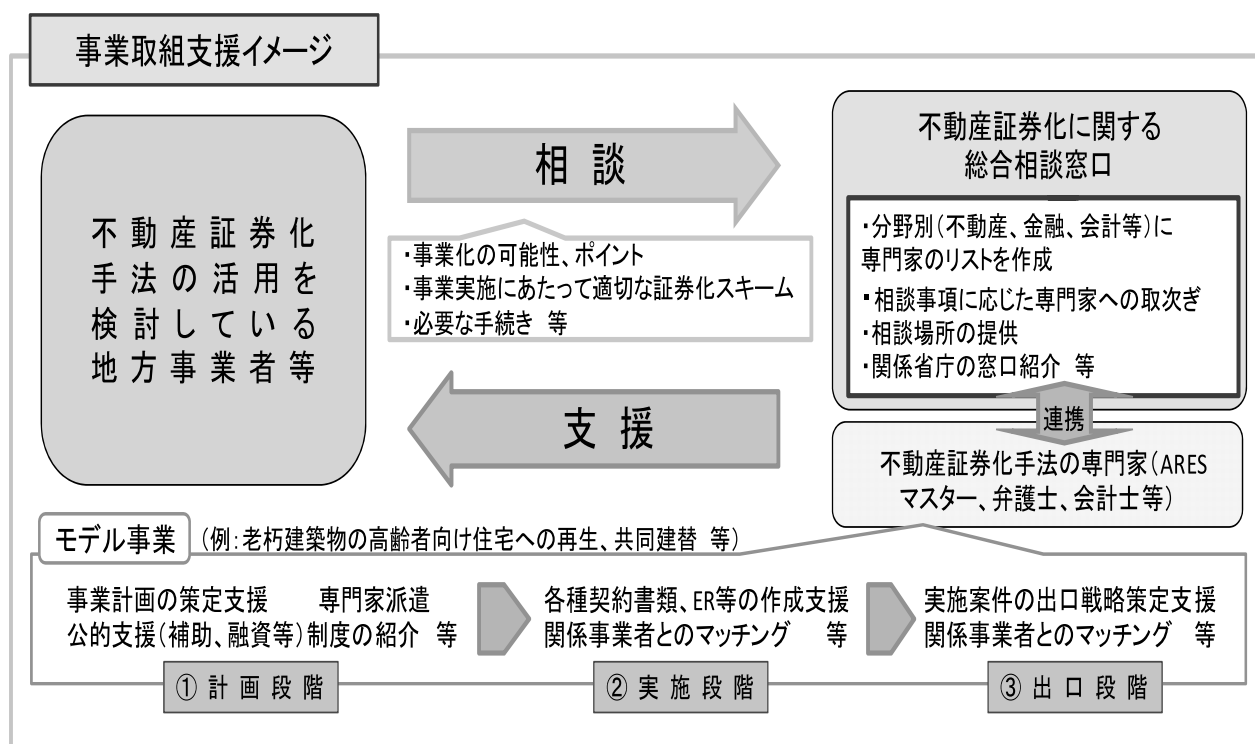 事業取組支援イメージ
不動産証券化
手法の活用を
検討している
地方事業者等
相談
・事業化の可能性、ポイント
・事業実施にあたって適切な証券化スキーム
・必要な手続き 等
支援
不動産証券化に関する
総合相談窓口
・分野別(不動産、金融、会計等)に
専門家のリストを作成
・相談事項に応じた専門家への取次ぎ
・相談場所の提供
・関係省庁の窓口紹介 等
連携
不動産証券化手法の専門家(ARES
マスター、弁護士、会計士等)
モデル事業 (例:老朽建築物の高齢者向け住宅への再生、共同建替 等)
事業計画の策定支援 専門家派遣
公的支援(補助、融資等)制度の紹介 等
①計画段階
各種契約書類、ER等の作成支援
関係事業者とのマッチング 等
②実施段階
実施案件の出口戦略策定支援
関係事業者とのマッチング 等
③出口段階